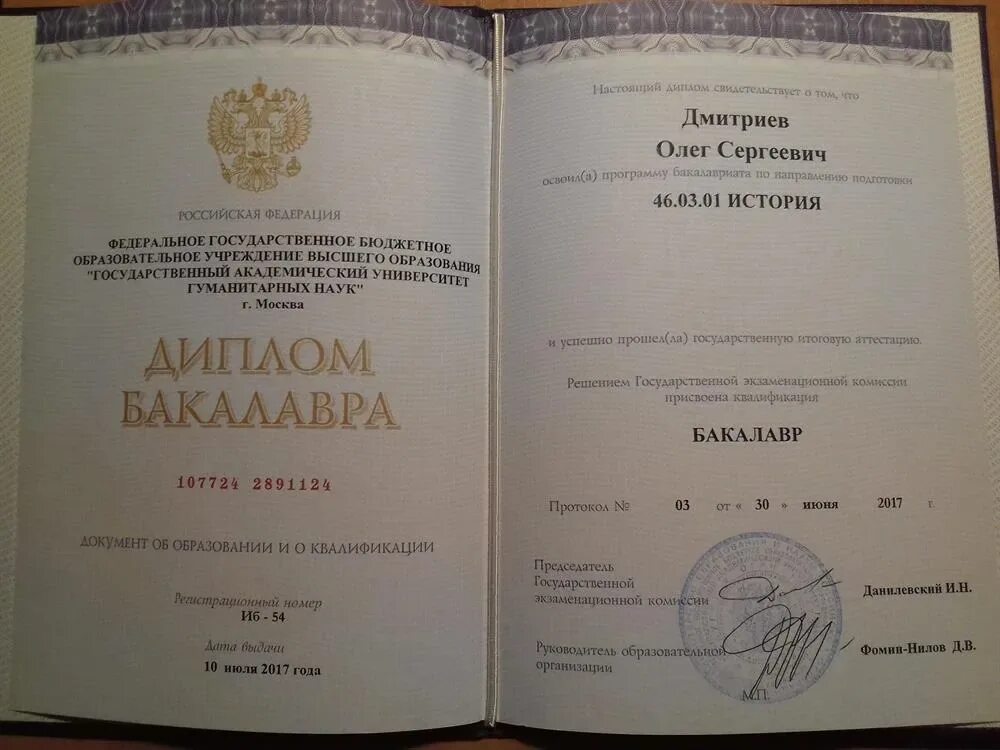 РОССИЙСКАЯ ФЕДЕРАЦИЯ
ФЕДЕРАЛЬНОЕ ГОСУДАРСТВЕННОЕ БЮДЖЕТНОЕ
ОБРАЗОВАТЕЛЬНОЕ УЧРЕЖДЕНИЕ ВЫСШЕГО ОБРАЗОВАНИЯ
"ГОСУДАРСТВЕННЫЙ АКАДЕМИЧЕСКИЙ УНИВЕРСИТЕТ
ГУМАНИТАРНЫХ НАУК"
г. Москва
ДИПЛОМ
БАКАЛАВРА
107724 2891124
ДОКУМЕНТ ОБ ОБРАЗОВАНИИ И О КВАЛИФИКАЦИИ
Регистрационный номер
Иб - 54
Дата выдачи
10 июля 2017 года
Настоящий диплом свидетельствует о том, что
Дмитриев
Олег Сергеевич
освоил(а) программу бакалавриата по направлению подготовки
46.03.01 ИСТОРИЯ
и успешно прошел(ла) государственную итоговую аттестацию.
Решением Государственной экзаменационной комиссии
присвоена квалификация
БАКАЛАВР
Протокол № 03 от « 30 » июня 2017 г.
Председатель
Государственной
экзаменационной комиссии
Данилевский И.Н.
Руководитель образовательной
организации
Фомин-Нилов Д.В.
М.П.